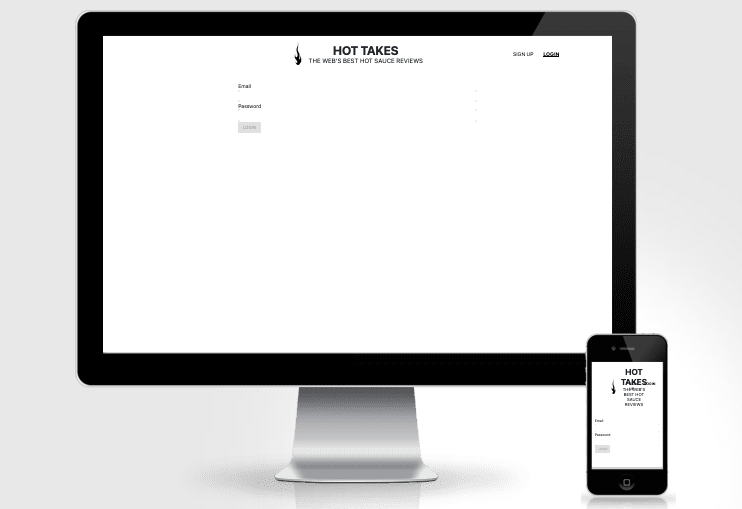 HOT TAKES
THE WEB'S BEST HOT SAUCE REVIEWS
SIGN UP LOGIN
Email
Password
LOGIN
HOT
TAKES
LOGIN
THE WEB'S
BEST HOT
SAUCE
REVIEWS
Email
Password
LOGIN